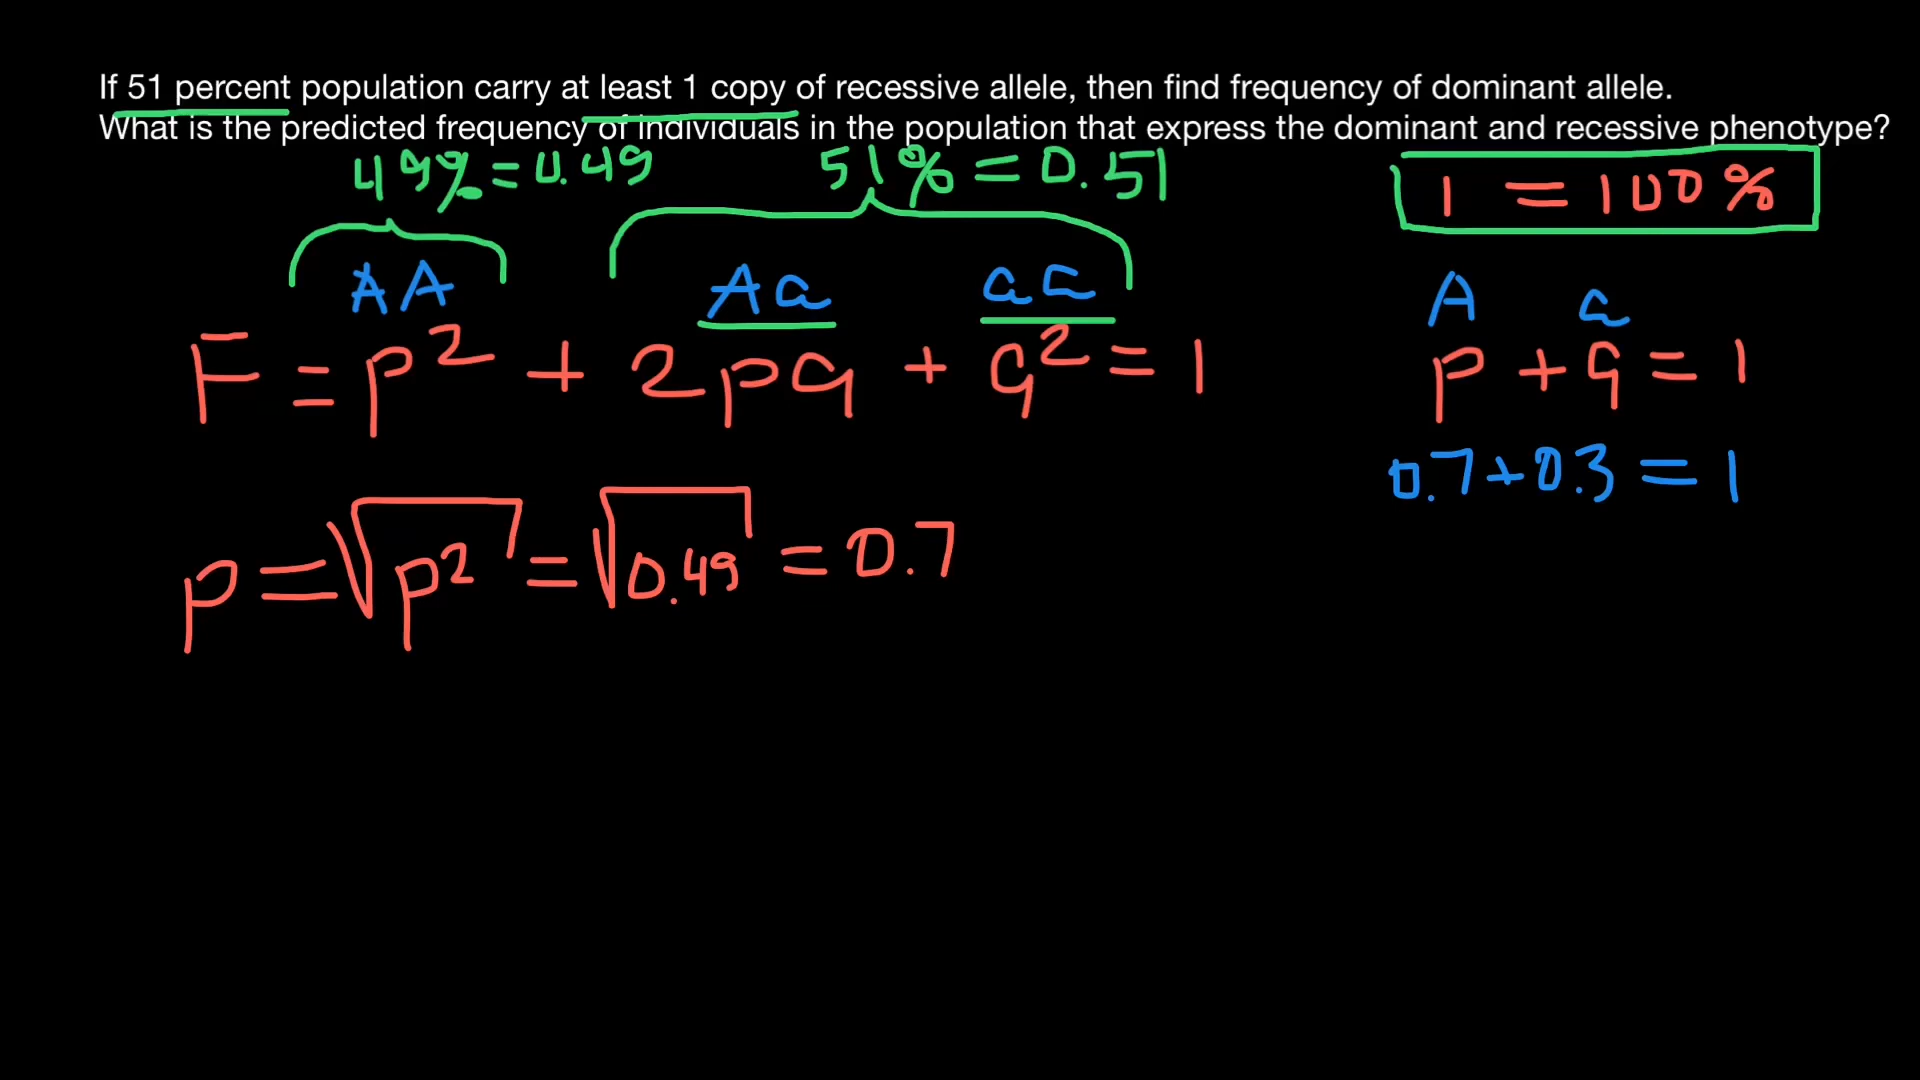 If 51 percent population carry at least 1 copy of recessive allele, then find frequency of dominant allele.
What is the predicted frequency of individuals in the population that express the dominant and recessive phenotype?
49% = 0.49 51% = 0.51
1 = 100%
AA Aa aa
A a
F = p² + 2pq + q² = 1
p + q = 1
0.7 + 0.3 = 1
p = √p² = √0.49 = 0.7